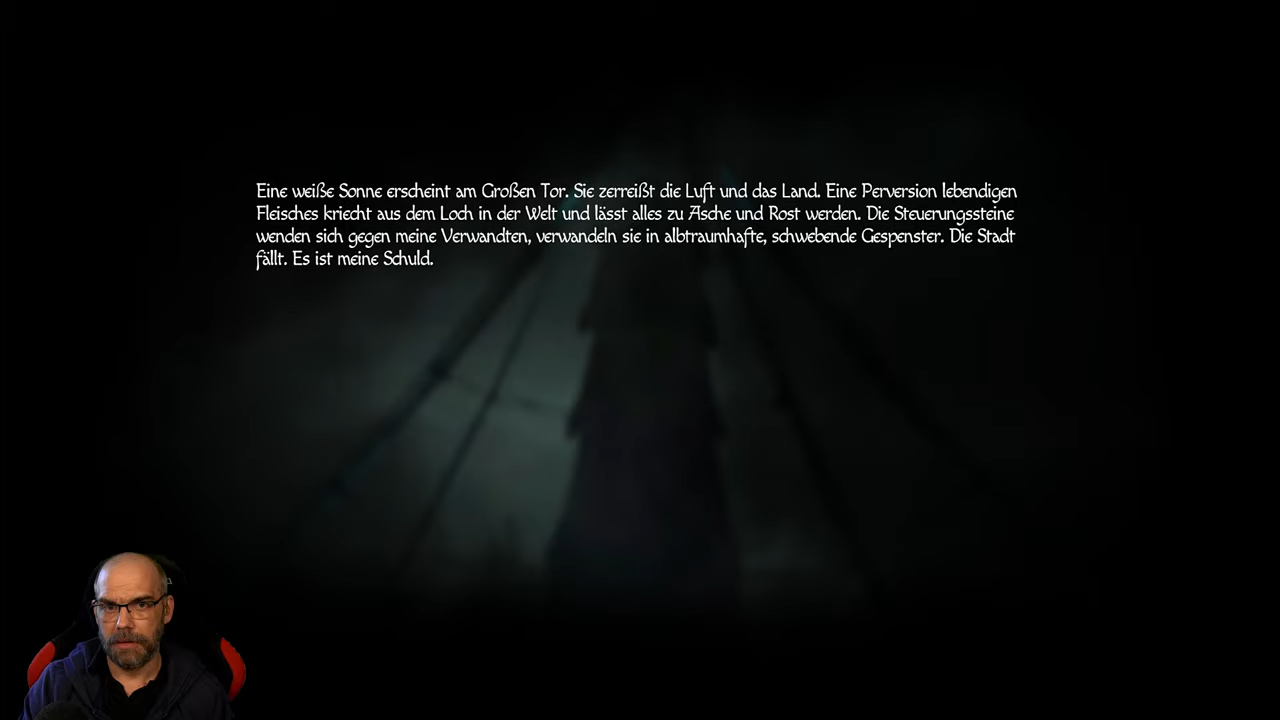 Eine weiße Sonne erscheint am Großen Tor. Sie zerreißt die Luft und das Land. Eine Perversion lebendigen
Fleisches kriecht aus dem Loch in der Welt und lässt alles zu Asche und Rost werden. Die Steuerungssteine
wenden sich gegen meine Verwandten, verwandeln sie in albtraumhafte, schwebende Gespenster. Die Stadt
fällt. Es ist meine Schuld.